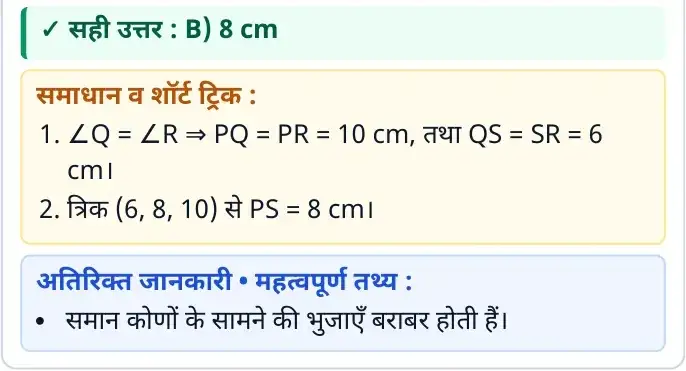 ✓ सही उत्तर : B) 8 cm
समाधान व शॉर्ट ट्रिक :
1. ∠Q = ∠R ⇒ PQ = PR = 10 cm, तथा QS = SR = 6
cm।
2. त्रिक (6, 8, 10) से PS = 8 cm।
अतिरिक्त जानकारी • महत्वपूर्ण तथ्य :
• समान कोणों के सामने की भुजाएँ बराबर होती हैं।